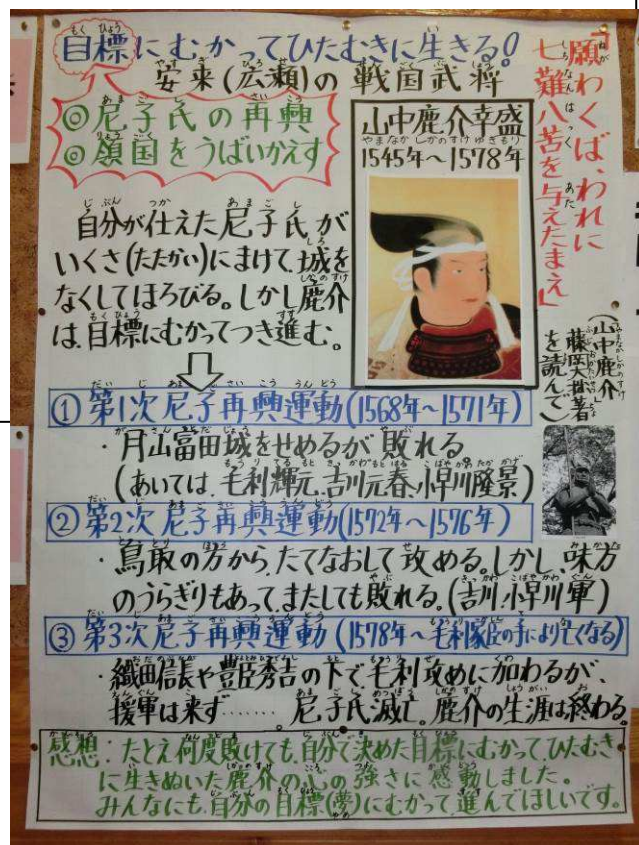 目標にむかってひたむきに生きる!
安来(広瀬)の戦国武将
◎尼子氏の再興
◎領国をうばいかえす
山中鹿介幸盛
やまなかしかのすけゆきもり
1545年～1578年
「願わくば、われに
七難八苦を与えたまえ」
(山中鹿介
藤岡大拙著
を読んで)
自分が仕えた尼子氏が
いくさ(たたかい)にまけて、城を
なくしてほろびる。しかし鹿介
は、目標にむかってつき進む。
①第1次尼子再興運動(1568年～1571年)
・月山富田城をせめるが敗れる
(あいては、毛利輝元、吉川元春、小早川隆景)
②第2次尼子再興運動(1572年～1576年)
・鳥取の方から、たてなおして攻める。しかし、味方
のうらぎりもあって、またしても敗れる。(吉川、小早川軍)
③第3次尼子再興運動(1578年～毛利家臣の手により亡くなる)
・織田信長や豊臣秀吉の下で毛利攻めに加わるが、
援軍は来ず……尼子氏滅亡。鹿介の生涯は終わる。
感想:たとえ何度敗けても、自分で決めた目標にむかって、ひたむき
に生きぬいた鹿介の心の強さに感動しました。
みんなにも、自分の目標(夢)にむかって、進んでほしいです。